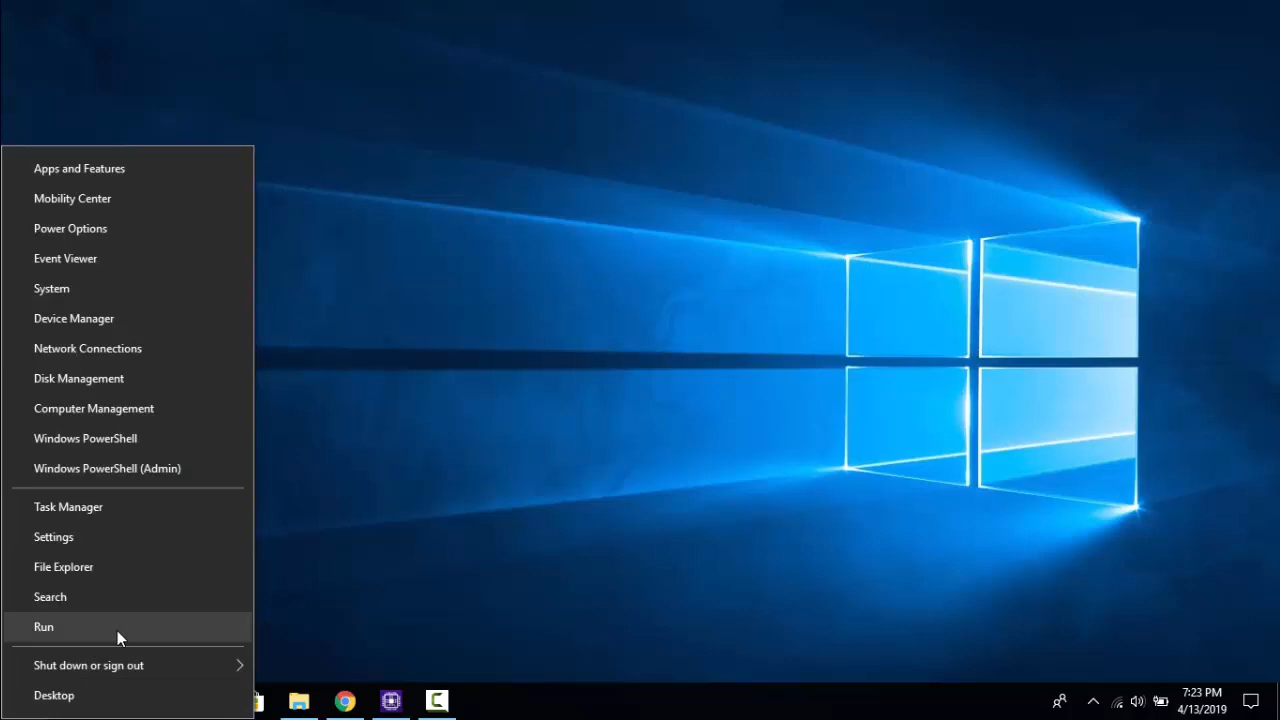 Apps and Features
Mobility Center
Power Options
Event Viewer
System
Device Manager
Network Connections
Disk Management
Computer Management
Windows PowerShell
Windows PowerShell (Admin)
Task Manager
Settings
File Explorer
Search
Run
Shut down or sign out
Desktop
7:23 PM
4/13/2019